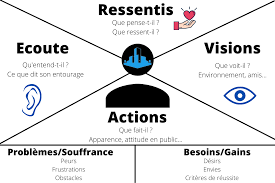 Ressentis
Que pense-t-il ?
Que ressent-il ?
Ecoute
Qu'entend-t-il ?
Ce que dit son entourage
Visions
Que voit-il ?
Environnement, amis...
Actions
Que fait-il ?
Apparence, attitude en public...
Problèmes/Souffrance
Peurs
Frustrations
Obstacles
Besoins/Gains
Désirs
Envies
Critères de réussite